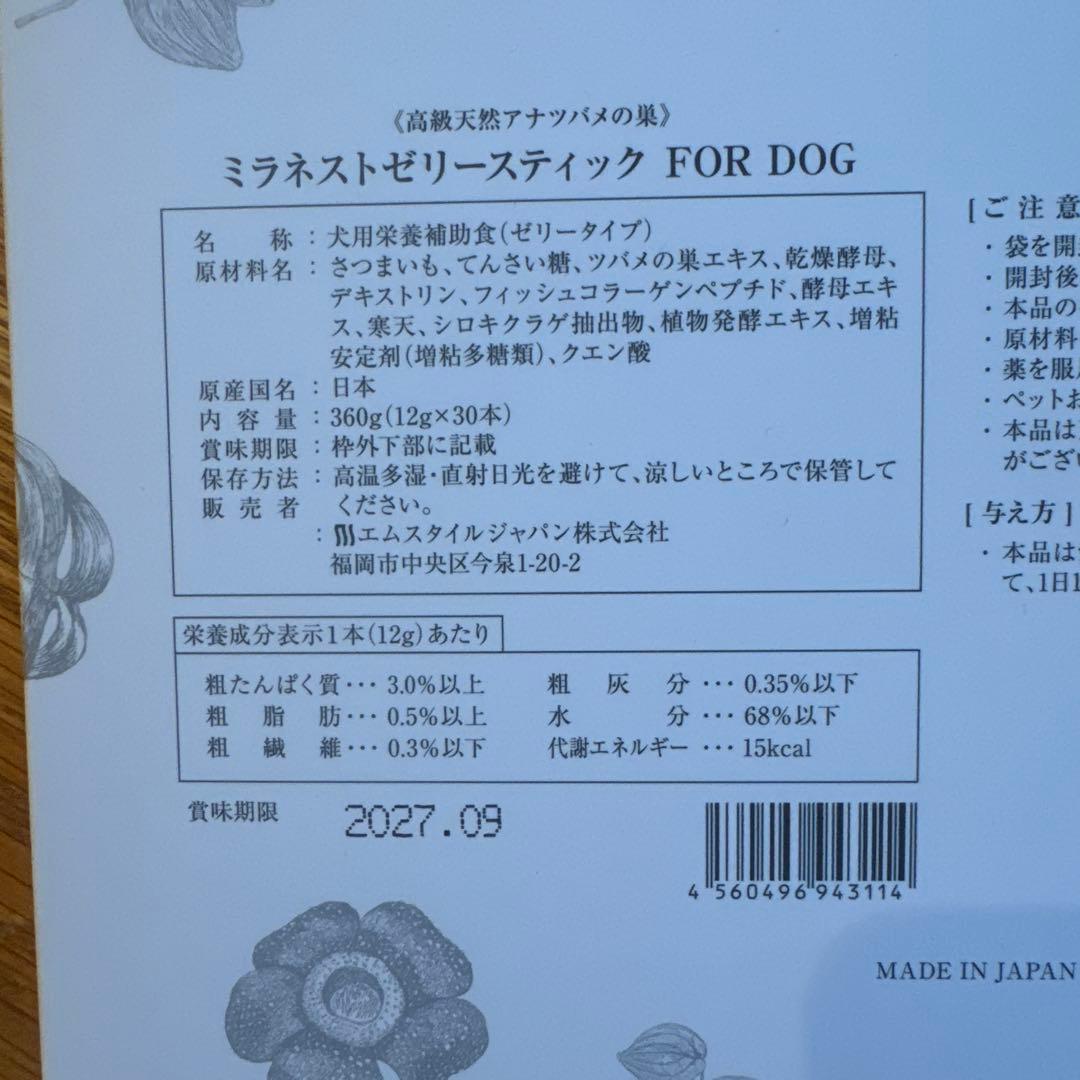 《高級天然アナツバメの巣》
ミラネストゼリースティック FOR DOG
名称：犬用栄養補助食（ゼリータイプ）
原材料名：さつまいも、てんさい糖、ツバメの巣エキス、乾燥酵母、
デキストリン、フィッシュコラーゲンペプチド、酵母エキ
ス、寒天、シロキクラゲ抽出物、植物発酵エキス、増粘
安定剤（増粘多糖類）、クエン酸
原産国名：日本
内容量：360g（12g×30本）
賞味期限：枠外下部に記載
保存方法：高温多湿・直射日光を避けて、涼しいところで保管して
販売者 ください。
：エムスタイルジャパン株式会社
福岡市中央区今泉1-20-2
栄養成分表示1本（12g）あたり
粗たんぱく質・・・3.0%以上 粗灰分・・・0.35%以下
粗脂肪・・・0.5%以上 水分・・・68%以下
粗繊維・・・0.3%以下 代謝エネルギー・・・15kcal
賞味期限 2027.09
4 560496 943114
MADE IN JAPAN
[ご注意
・袋を開
・開封後
・本品の
・原材料
・薬を服
・ペットお
・本品は
がござい
[与え方]
・本品は
て、1日1